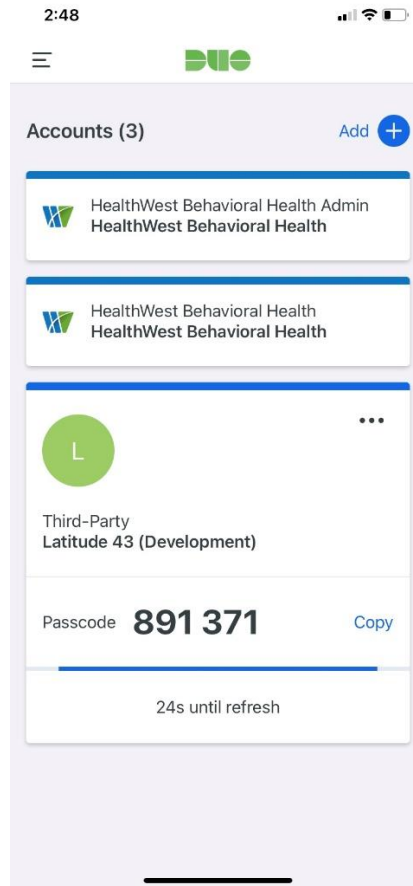 2:48
DUO
Accounts (3)
Add +
HealthWest Behavioral Health Admin
HealthWest Behavioral Health
HealthWest Behavioral Health
HealthWest Behavioral Health
L
Third-Party
Latitude 43 (Development)
Passcode 891 371 Copy
24s until refresh